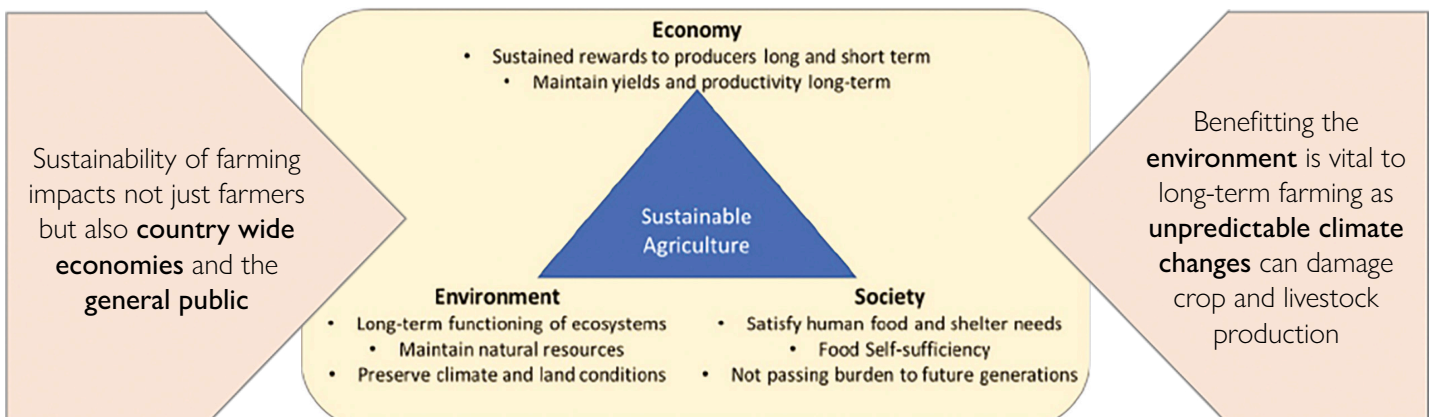 Sustainability of farming
impacts not just farmers
but also country wide
economies and the
general public
Economy
• Sustained rewards to producers long and short term
• Maintain yields and productivity long-term
Sustainable
Agriculture
Environment
• Long-term functioning of ecosystems
• Maintain natural resources
• Preserve climate and land conditions
Society
• Satisfy human food and shelter needs
• Food Self-sufficiency
• Not passing burden to future generations
Benefitting the
environment is vital to
long-term farming as
unpredictable climate
changes can damage
crop and livestock
production